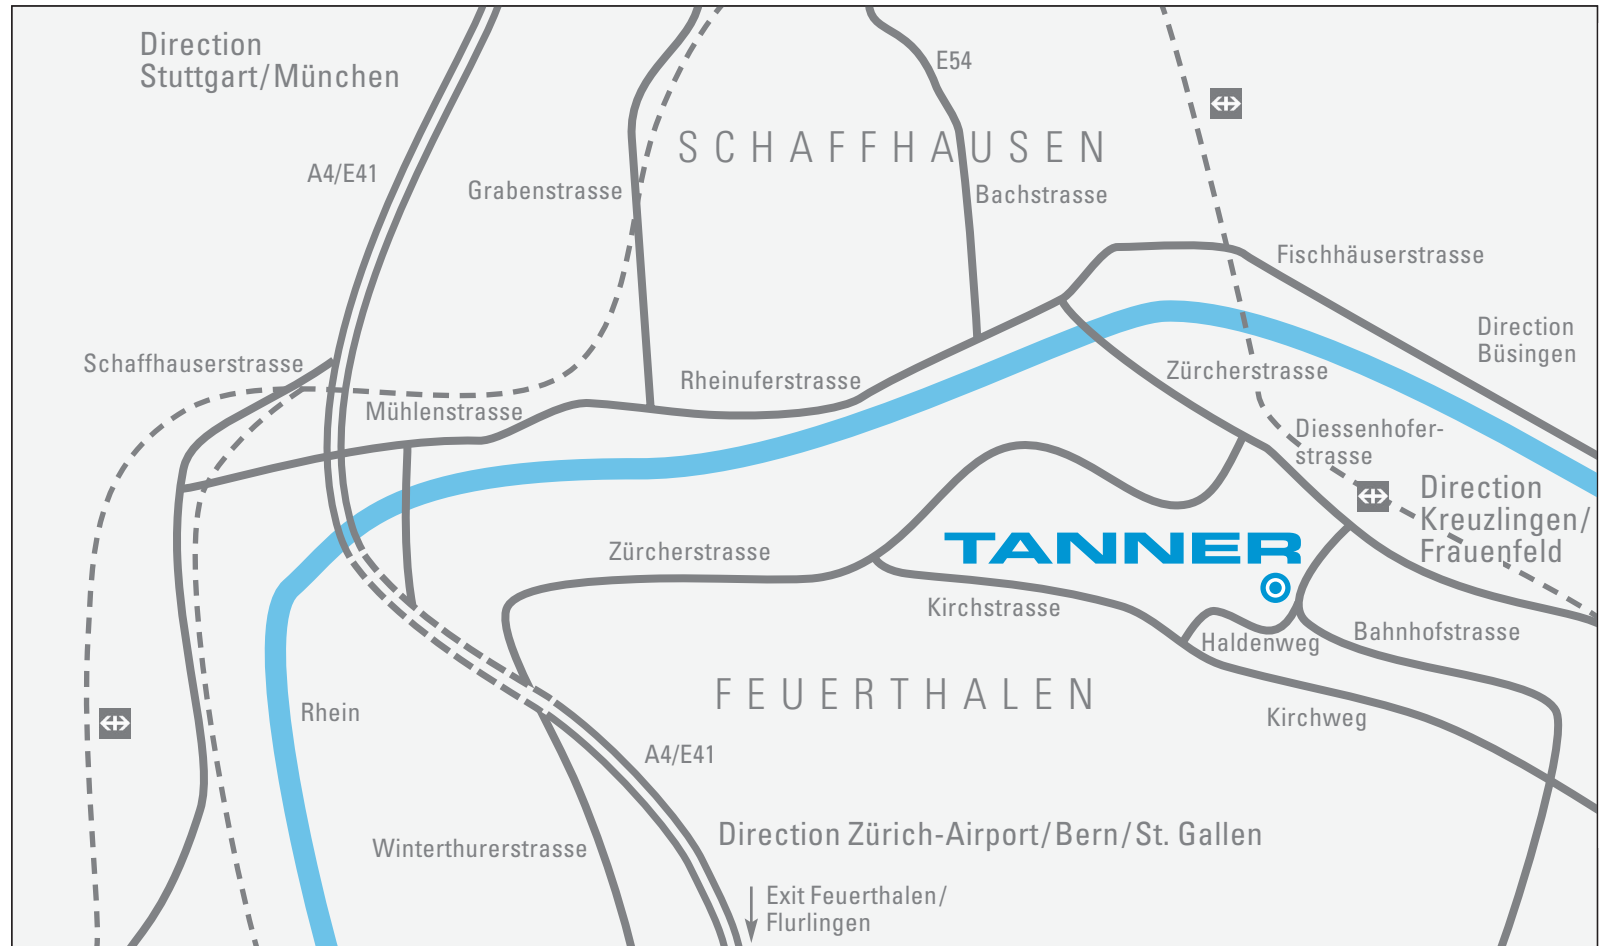 Direction
Stuttgart/München
E54
SCHAFFHAUSEN
A4/E41
Grabenstrasse
Bachstrasse
Fischhäuserstrasse
Direction
Büsingen
Schaffhauserstrasse
Rheinuferstrasse
Zürcherstrasse
Mühlenstrasse
Diessenhofer-
strasse
Direction
Kreuzlingen/
Frauenfeld
TANNER
Zürcherstrasse
Kirchstrasse
Haldenweg
Bahnhofstrasse
FEUERTHALEN
Rhein
Kirchweg
A4/E41
Direction Zürich-Airport/Bern/St. Gallen
Winterthurerstrasse
Exit Feuerthalen/
Flurlingen